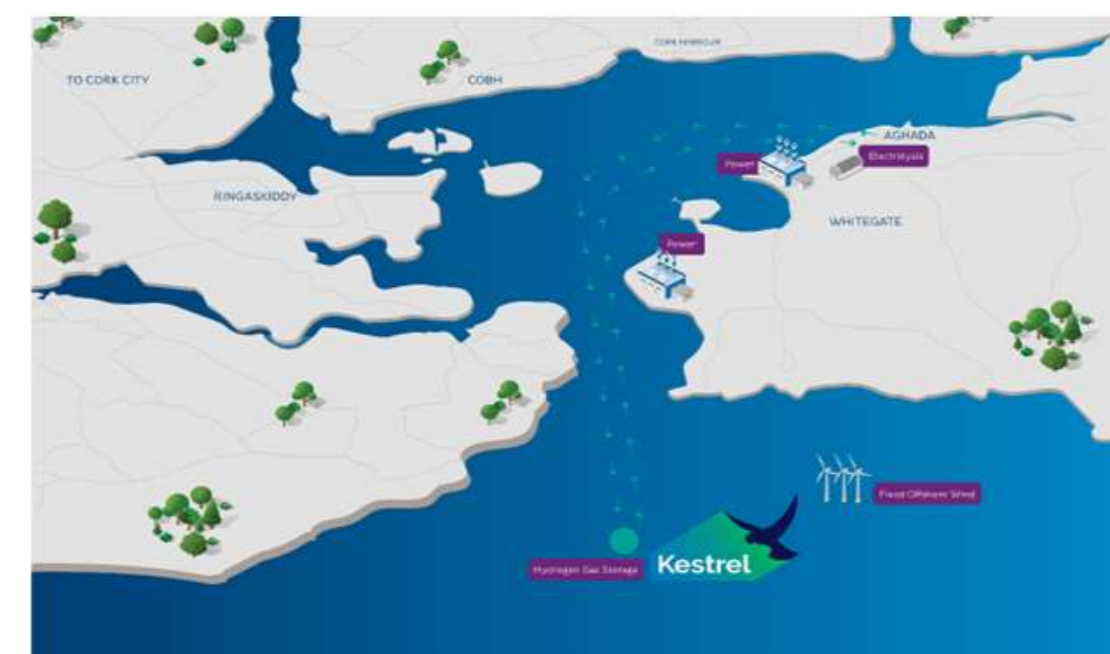 CORK HARBOUR
TO CORK CITY
COBH
AGHADA
Power
Electrolysis
RINGASKIDDY
WHITEGATE
Power
Fixed Offshore Wind
Hydrogen Gas Storage
Kestrel